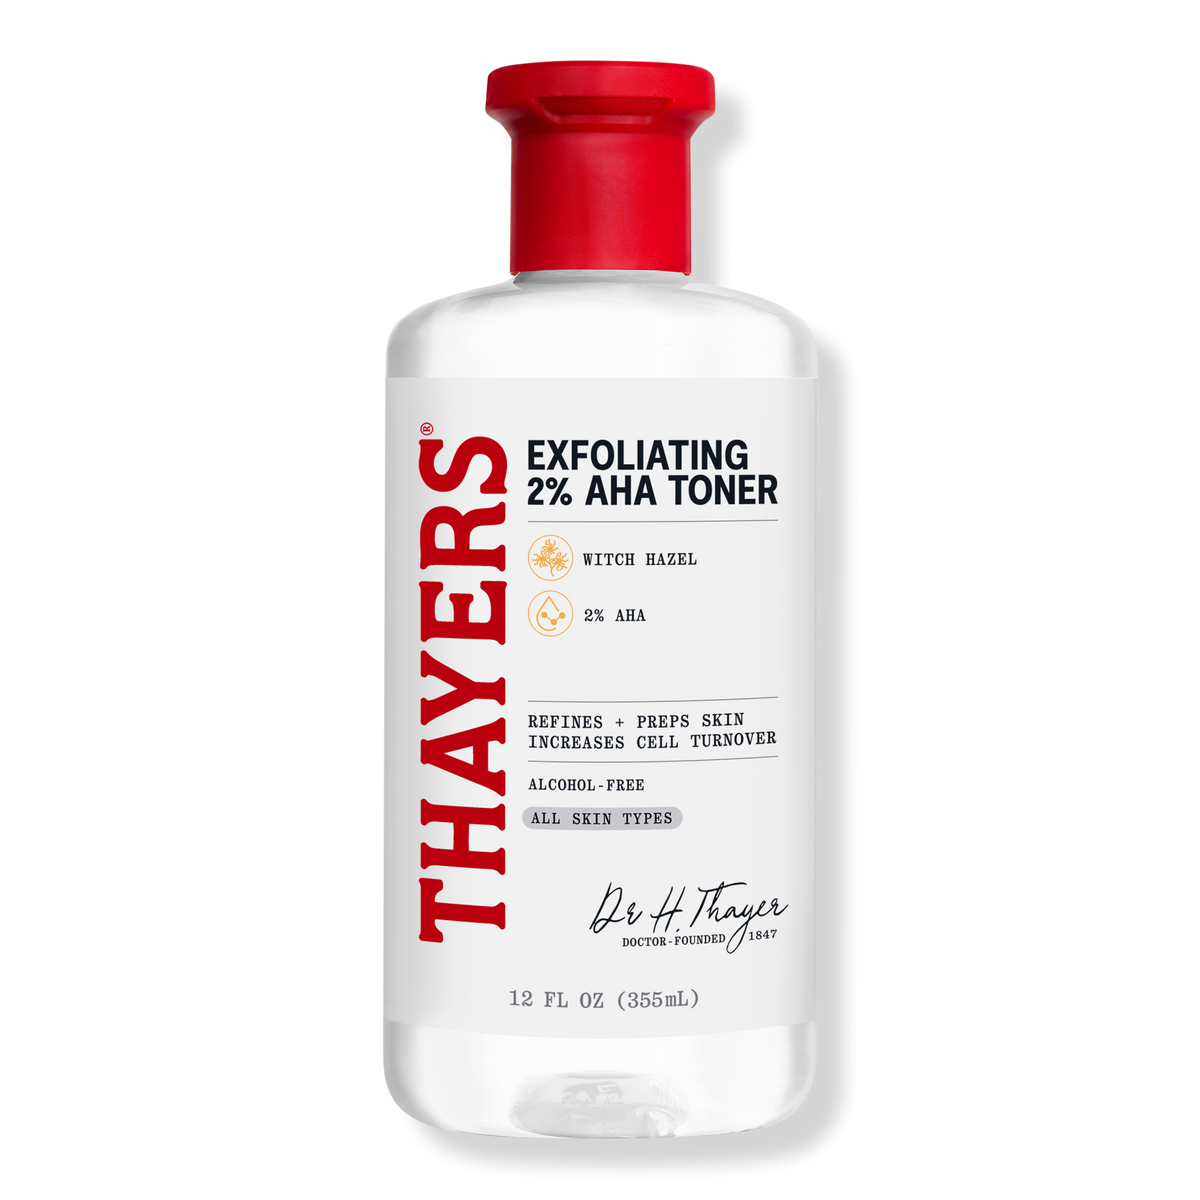 THAYERS®
EXFOLIATING
2% AHA TONER
WITCH HAZEL
2% AHA
REFINES + PREPS SKIN
INCREASES CELL TURNOVER
ALCOHOL-FREE
ALL SKIN TYPES
Dr H. Thayer
DOCTOR-FOUNDED 1847
12 FL OZ (355mL)